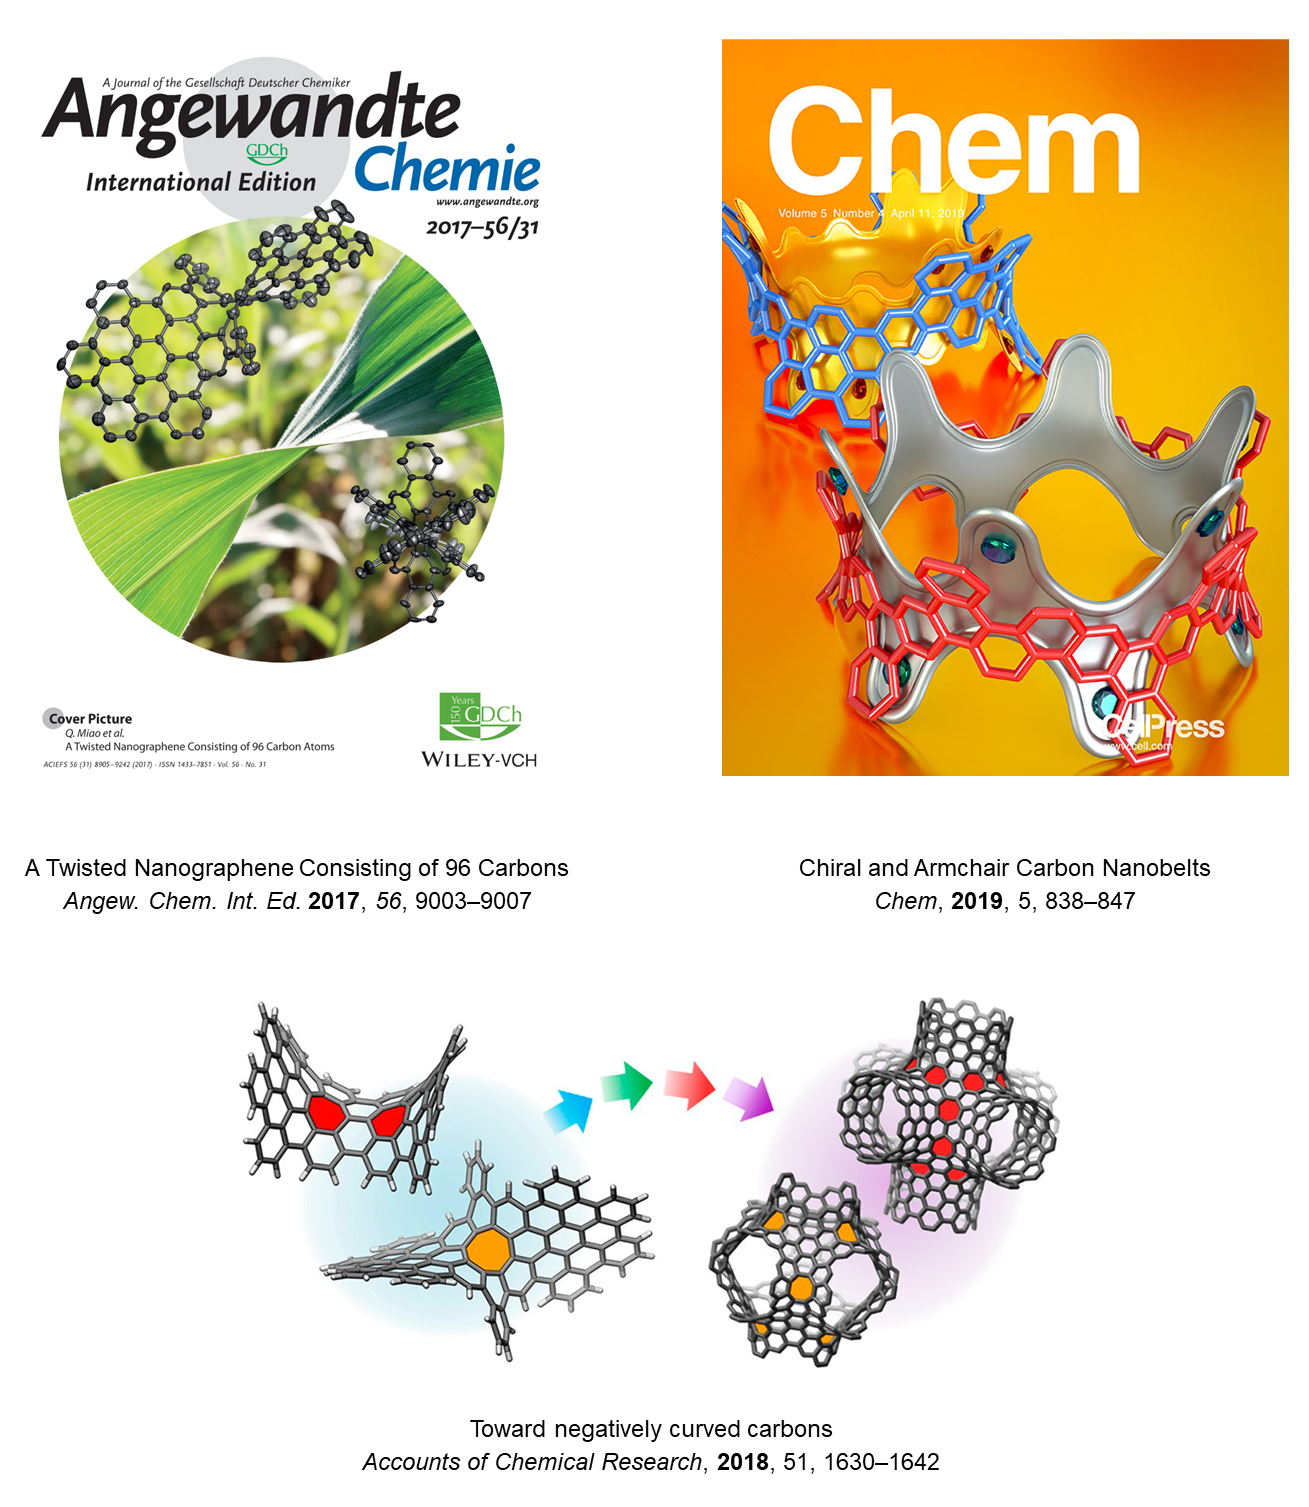 A Journal of the Gesellschaft Deutscher Chemiker
Angewandte
GDCh
Chemie
International Edition
www.angewandte.org
2017–56/31
Cover Picture
Q. Miao et al.
A Twisted Nanographene Consisting of 96 Carbon Atoms
ACIEFS 56 (31) 8905–9242 (2017) · ISSN 1433–7851 · Vol. 56 · No. 31
150 Years
GDCh
WILEY-VCH
Chem
Volume 5 Number 4 April 11, 2019
CellPress
www.cell.com
A Twisted Nanographene Consisting of 96 Carbons
Angew. Chem. Int. Ed. 2017, 56, 9003–9007
Chiral and Armchair Carbon Nanobelts
Chem, 2019, 5, 838–847
Toward negatively curved carbons
Accounts of Chemical Research, 2018, 51, 1630–1642